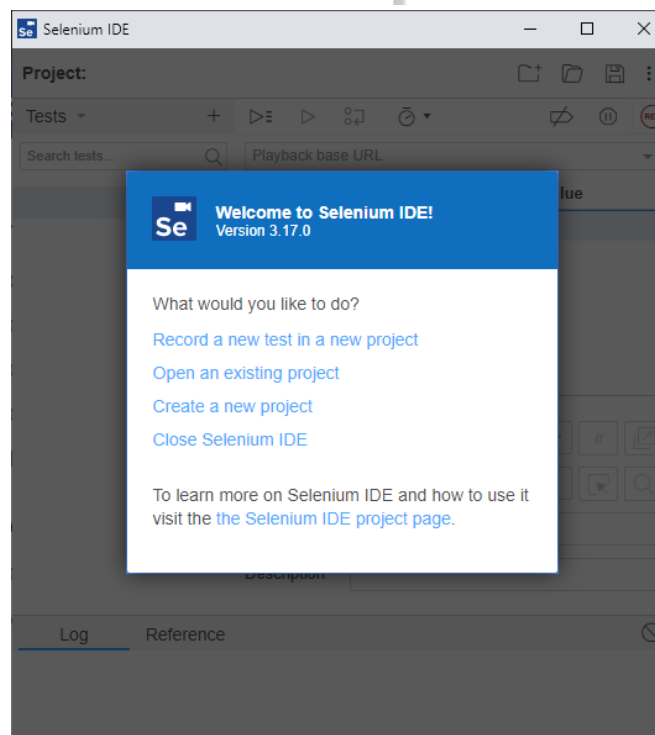 Se Selenium IDE
Project:
Tests
Search tests...
Playback base URL
lue
Se
Welcome to Selenium IDE!
Version 3.17.0
What would you like to do?
Record a new test in a new project
Open an existing project
Create a new project
Close Selenium IDE
To learn more on Selenium IDE and how to use it
visit the the Selenium IDE project page.
Description
Log Reference